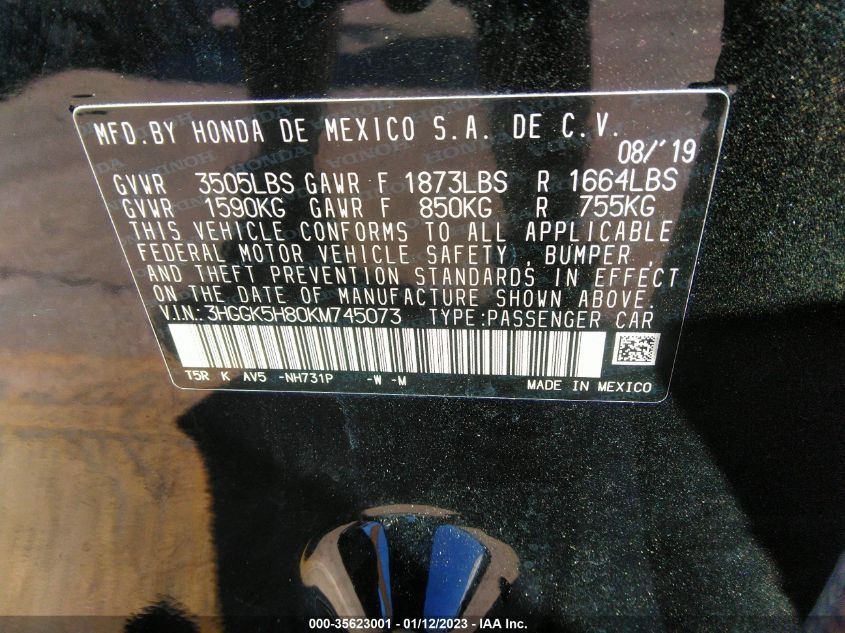 MFD.BY HONDA DE MEXICO S.A. DE C.V.
08/'19
GVWR 3505LBS GAWR F 1873LBS R 1664LBS
GVWR 1590KG GAWR F 850KG R 755KG
THIS VEHICLE CONFORMS TO ALL APPLICABLE
FEDERAL MOTOR VEHICLE SAFETY, BUMPER,
AND THEFT PREVENTION STANDARDS IN EFFECT
ON THE DATE OF MANUFACTURE SHOWN ABOVE.
V.I.N.:3HGGK5H80KM745073 TYPE:PASSENGER CAR
T5R K AV5 -NH731P -W -M MADE IN MEXICO
000-35623001 - 01/12/2023 - IAA Inc.